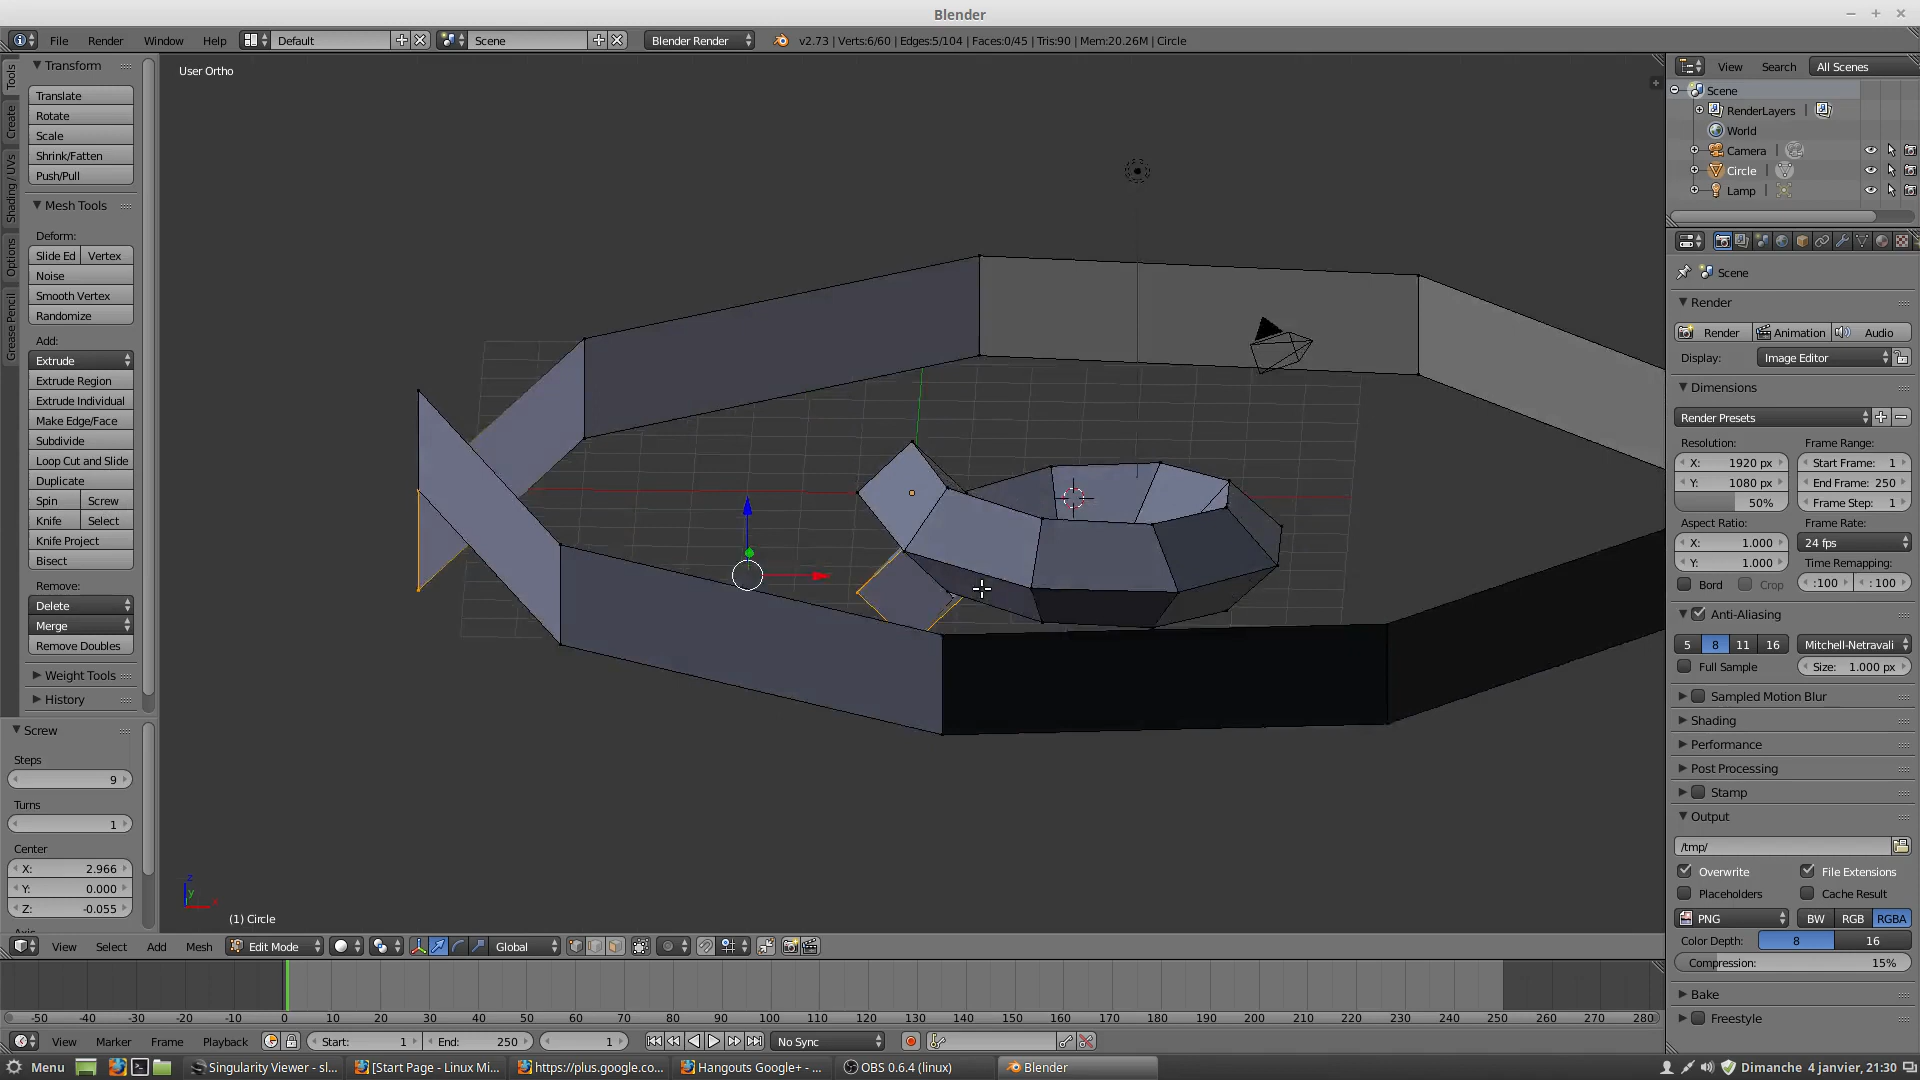 Blender
File Render Window Help Default Scene Blender Render v2.73 | Verts:6/60 | Edges:5/104 | Faces:0/45 | Tris:90 | Mem:20.26M | Circle
Tools
Create
Shading / UVs
Options
Grease Pencil
Transform
Translate
Rotate
Scale
Shrink/Fatten
Push/Pull
Mesh Tools
Deform:
Slide Ed Vertex
Noise
Smooth Vertex
Randomize
Add:
Extrude
Extrude Region
Extrude Individual
Make Edge/Face
Subdivide
Loop Cut and Slide
Duplicate
Spin Screw
Knife Select
Knife Project
Bisect
Remove:
Delete
Merge
Remove Doubles
Weight Tools
History
Screw
Steps
9
Turns
1
Center
X: 2.966
Y: 0.000
Z: -0.055
User Ortho
z
y
x
(1) Circle
View Select Add Mesh Edit Mode Global
View Search All Scenes
Scene
RenderLayers |
World
Camera |
Circle |
Lamp |
Scene
Render
Render Animation Audio
Display: Image Editor
Dimensions
Render Presets
Resolution: Frame Range:
X: 1920 px Start Frame: 1
Y: 1080 px End Frame: 250
50% Frame Step: 1
Aspect Ratio: Frame Rate:
X: 1.000 24 fps
Y: 1.000 Time Remapping:
Bord Crop :100 : 100
Anti-Aliasing
5 8 11 16 Mitchell-Netravali
Full Sample Size: 1.000 px
Sampled Motion Blur
Shading
Performance
Post Processing
Stamp
Output
/tmp/
Overwrite File Extensions
Placeholders Cache Result
PNG BW RGB RGBA
Color Depth: 8 16
Compression: 15%
Bake
Freestyle
-50 -40 -30 -20 -10 0 10 20 30 40 50 60 70 80 90 100 110 120 130 140 150 160 170 180 190 200 210 220 230 240 250 260 270 280
View Marker Frame Playback Start: 1 End: 250 1 No Sync
Menu Singularity Viewer - sl... [Start Page - Linux Mi... https://plus.google.co... Hangouts Google+ - ... OBS 0.6.4 (linux) Blender Dimanche 4 janvier, 21:30